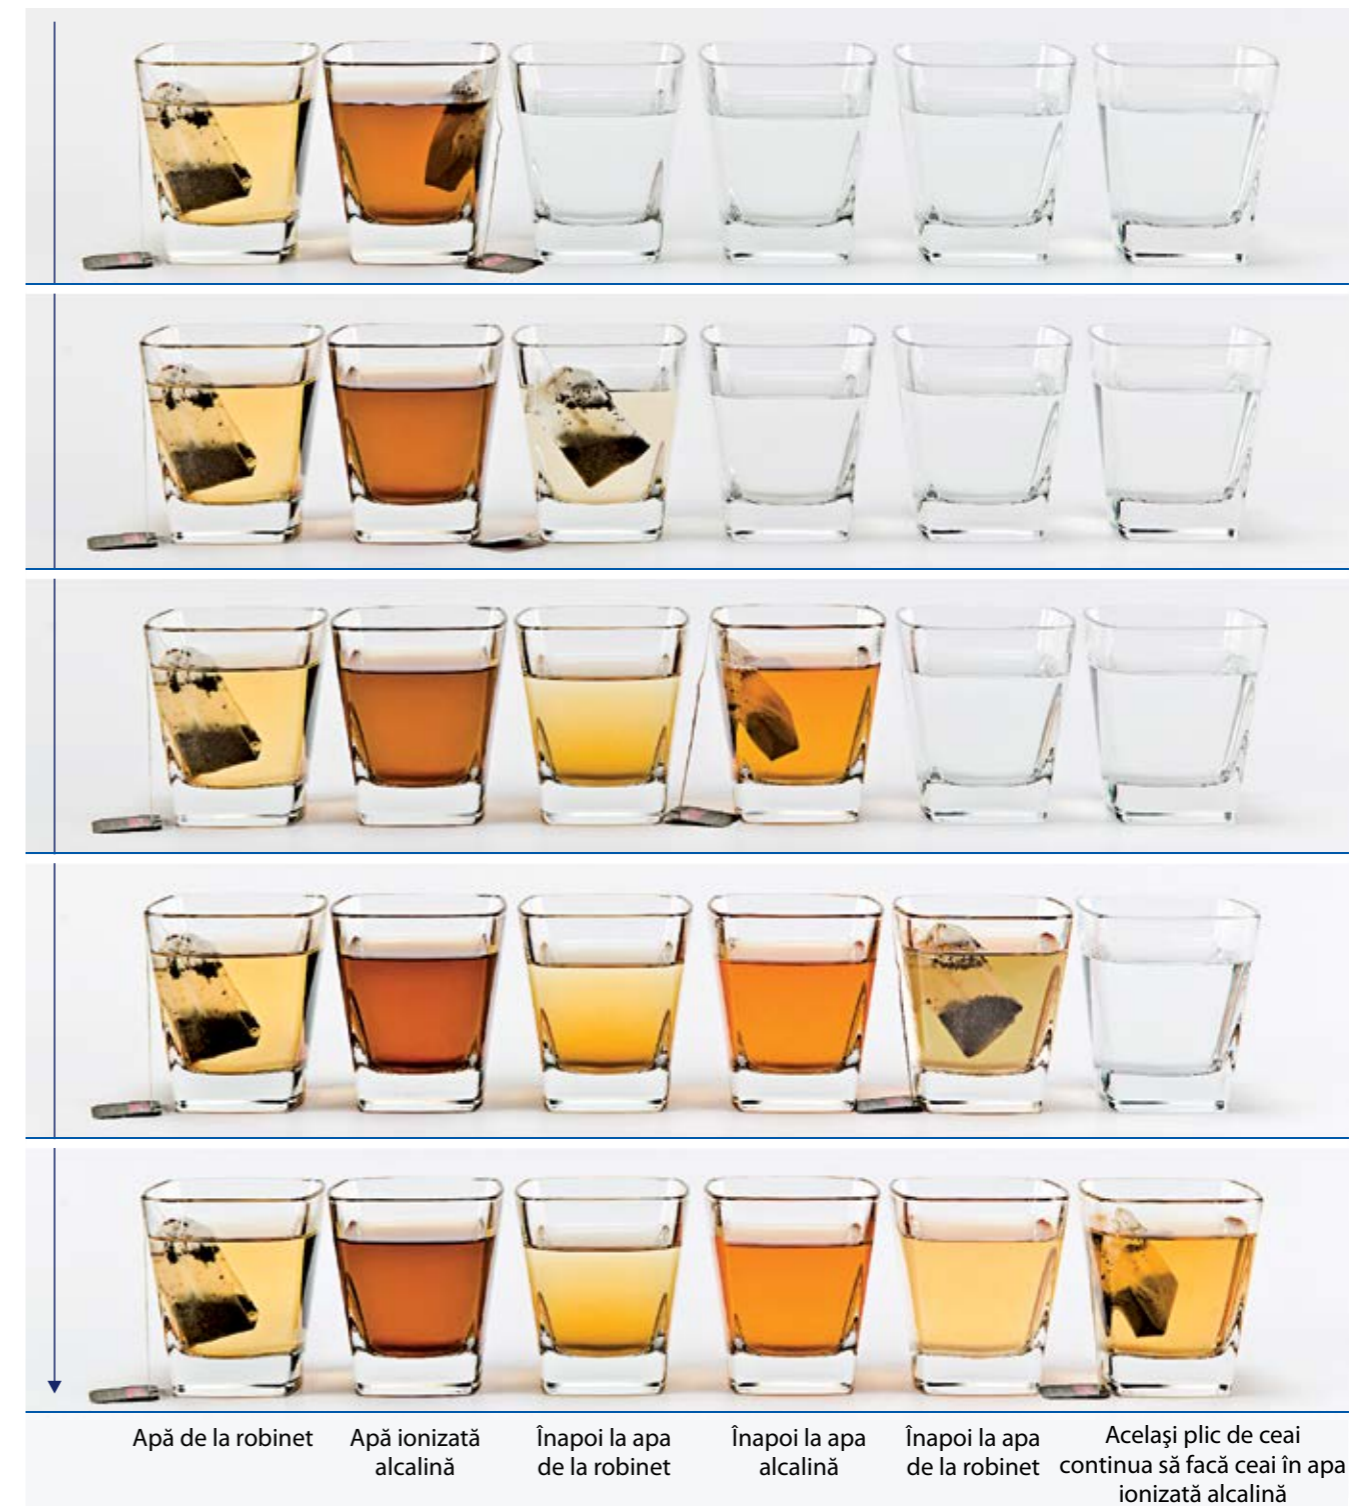 Apă de la robinet
Apă ionizată
alcalină
Înapoi la apa
de la robinet
Înapoi la apa
alcalină
Înapoi la apa
de la robinet
Acelaşi plic de ceai
continua să facă ceai în apa
ionizată alcalină